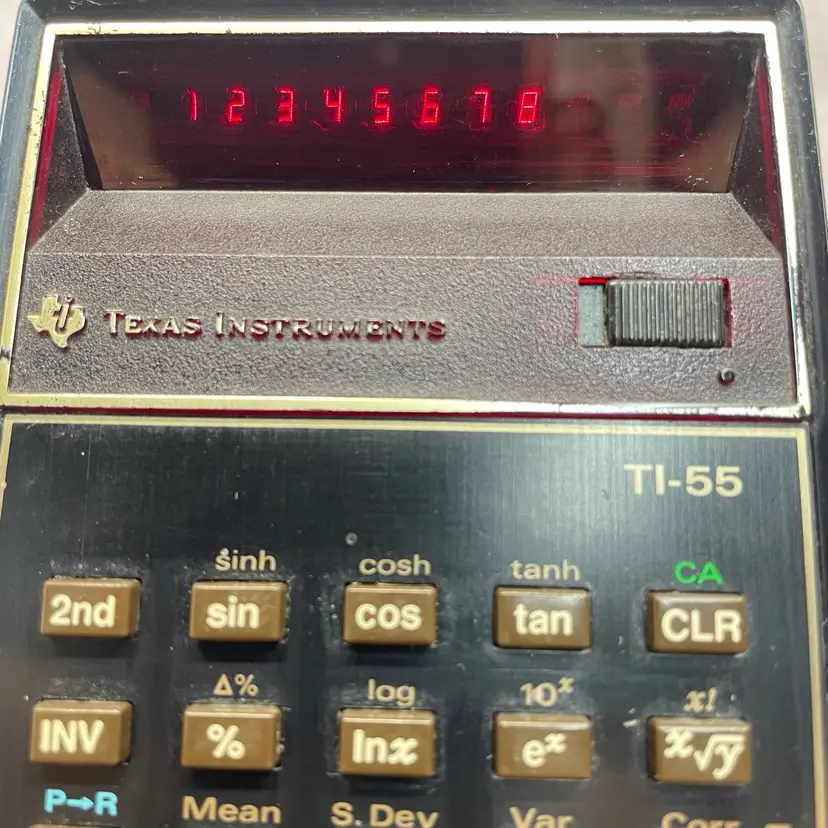 12345678
TEXAS INSTRUMENTS
TI-55
sinh cosh tanh CA
2nd sin cos tan CLR
Δ% log 10ˣ x!
INV % lnx eˣ ˣ√y
P→R Mean S.Dev Var Corr